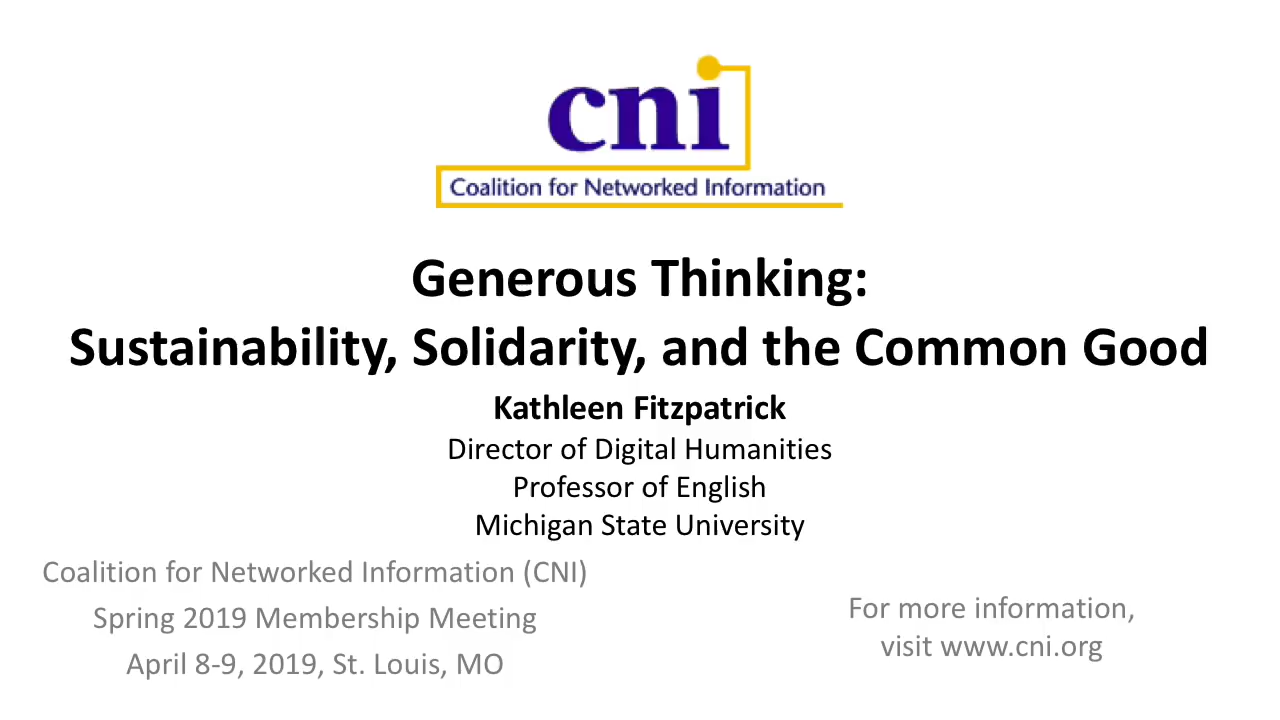 cni
Coalition for Networked Information
Generous Thinking:
Sustainability, Solidarity, and the Common Good
Kathleen Fitzpatrick
Director of Digital Humanities
Professor of English
Michigan State University
Coalition for Networked Information (CNI)
Spring 2019 Membership Meeting
April 8-9, 2019, St. Louis, MO
For more information,
visit www.cni.org